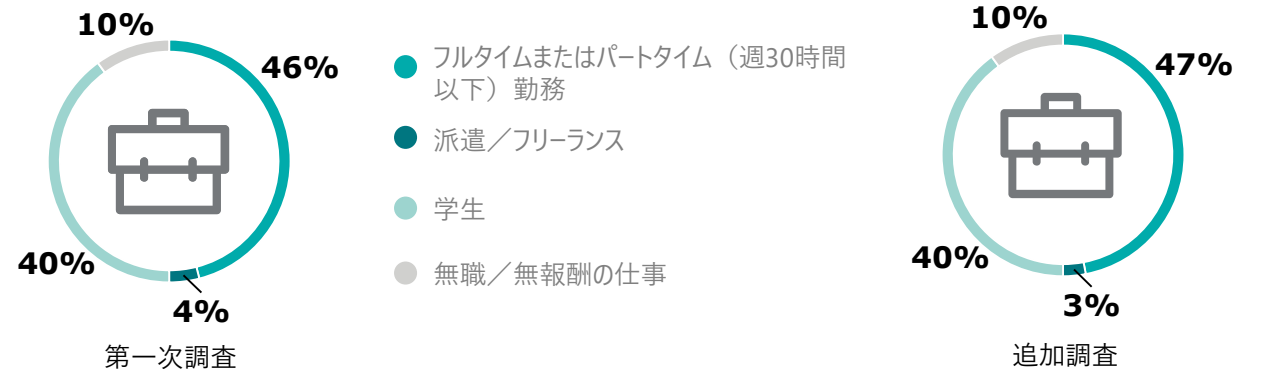 10%
46%
40%
4%
第一次調査
フルタイムまたはパートタイム（週30時間
以下）勤務
派遣／フリーランス
学生
無職／無報酬の仕事
10%
47%
40%
3%
追加調査